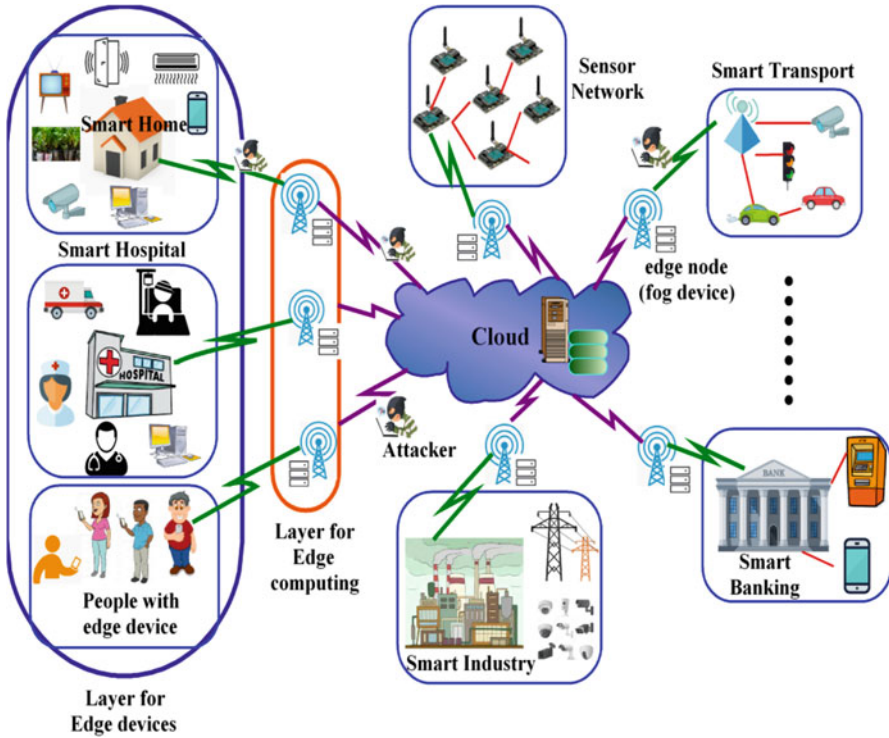 Smart Home
Smart Hospital
HOSPITAL
People with
edge device
Layer for
Edge devices
Layer for
Edge
computing
Sensor
Network
Smart Transport
edge node
(fog device)
Cloud
Attacker
Smart Industry
BANK
Smart
Banking